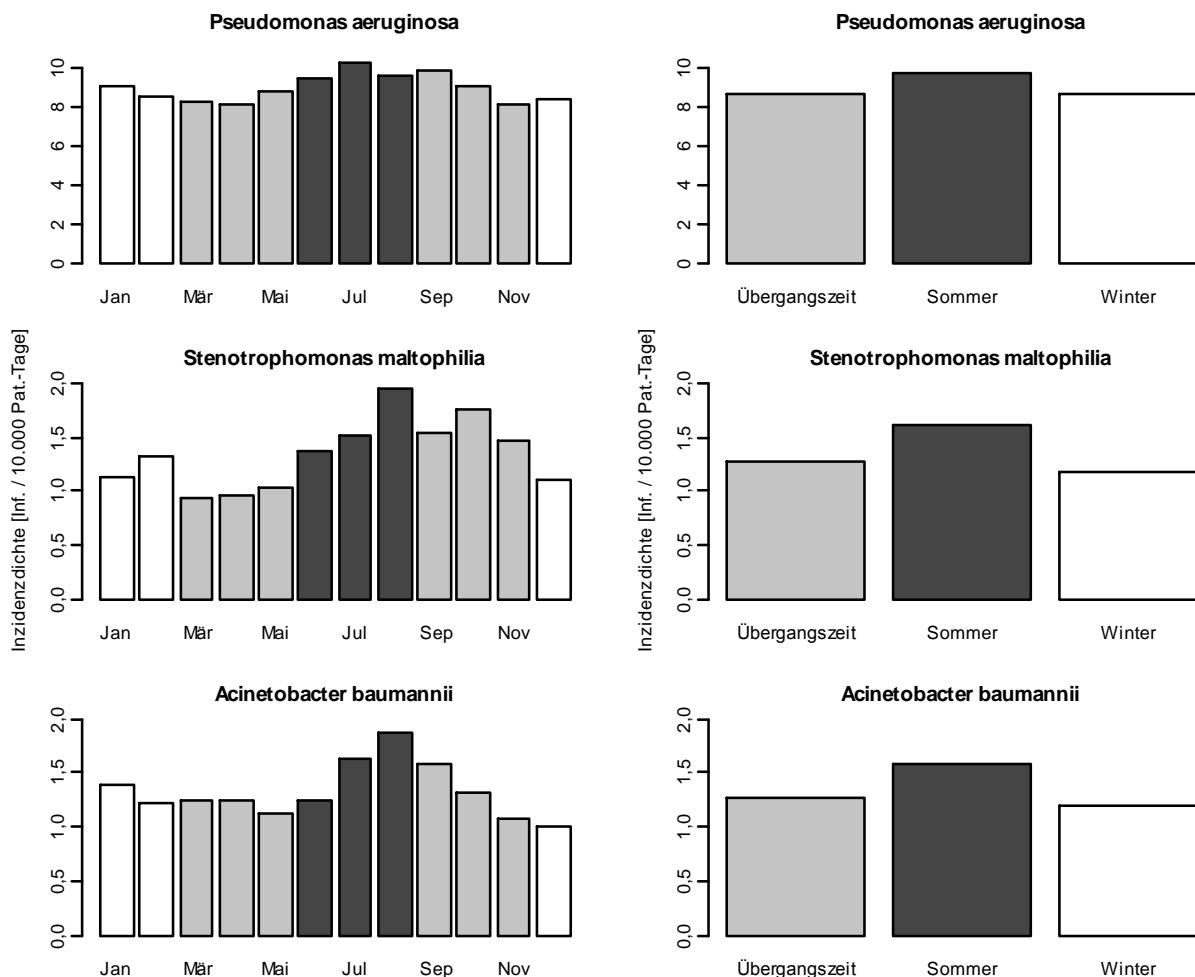 Pseudomonas aeruginosa
10
8
6
4
2
0
Jan Mär Mai Jul Sep Nov
Pseudomonas aeruginosa
10
8
6
4
2
0
Übergangszeit Sommer Winter
Inzidenzdichte [Inf. / 10.000 Pat.-Tage]
Stenotrophomonas maltophilia
2,0
1,5
1,0
0,5
0,0
Jan Mär Mai Jul Sep Nov
Inzidenzdichte [Inf. / 10.000 Pat.-Tage]
Stenotrophomonas maltophilia
2,0
1,5
1,0
0,5
0,0
Übergangszeit Sommer Winter
Acinetobacter baumannii
2,0
1,5
1,0
0,5
0,0
Jan Mär Mai Jul Sep Nov
Acinetobacter baumannii
2,0
1,5
1,0
0,5
0,0
Übergangszeit Sommer Winter